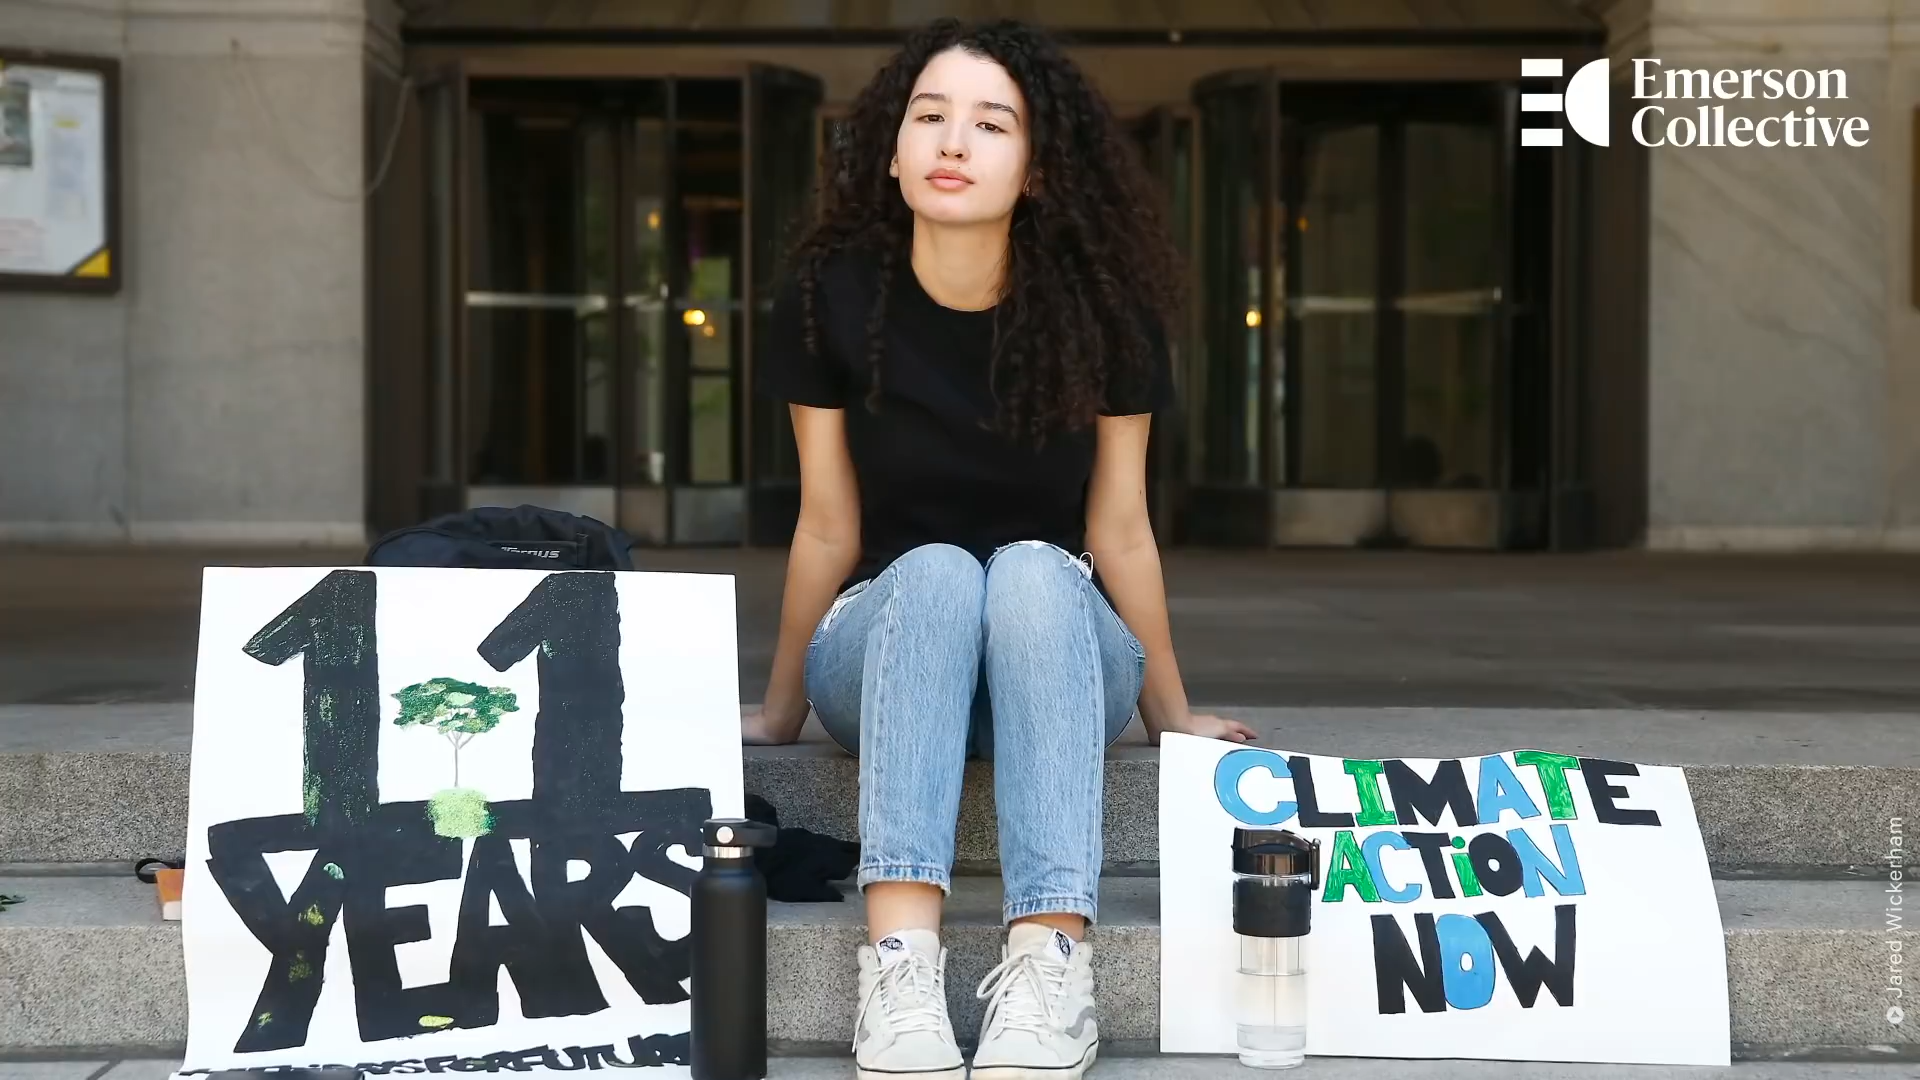 Emerson
Collective
11
YEARS
CLIMATE
ACTION
NOW
Jared Wickerham